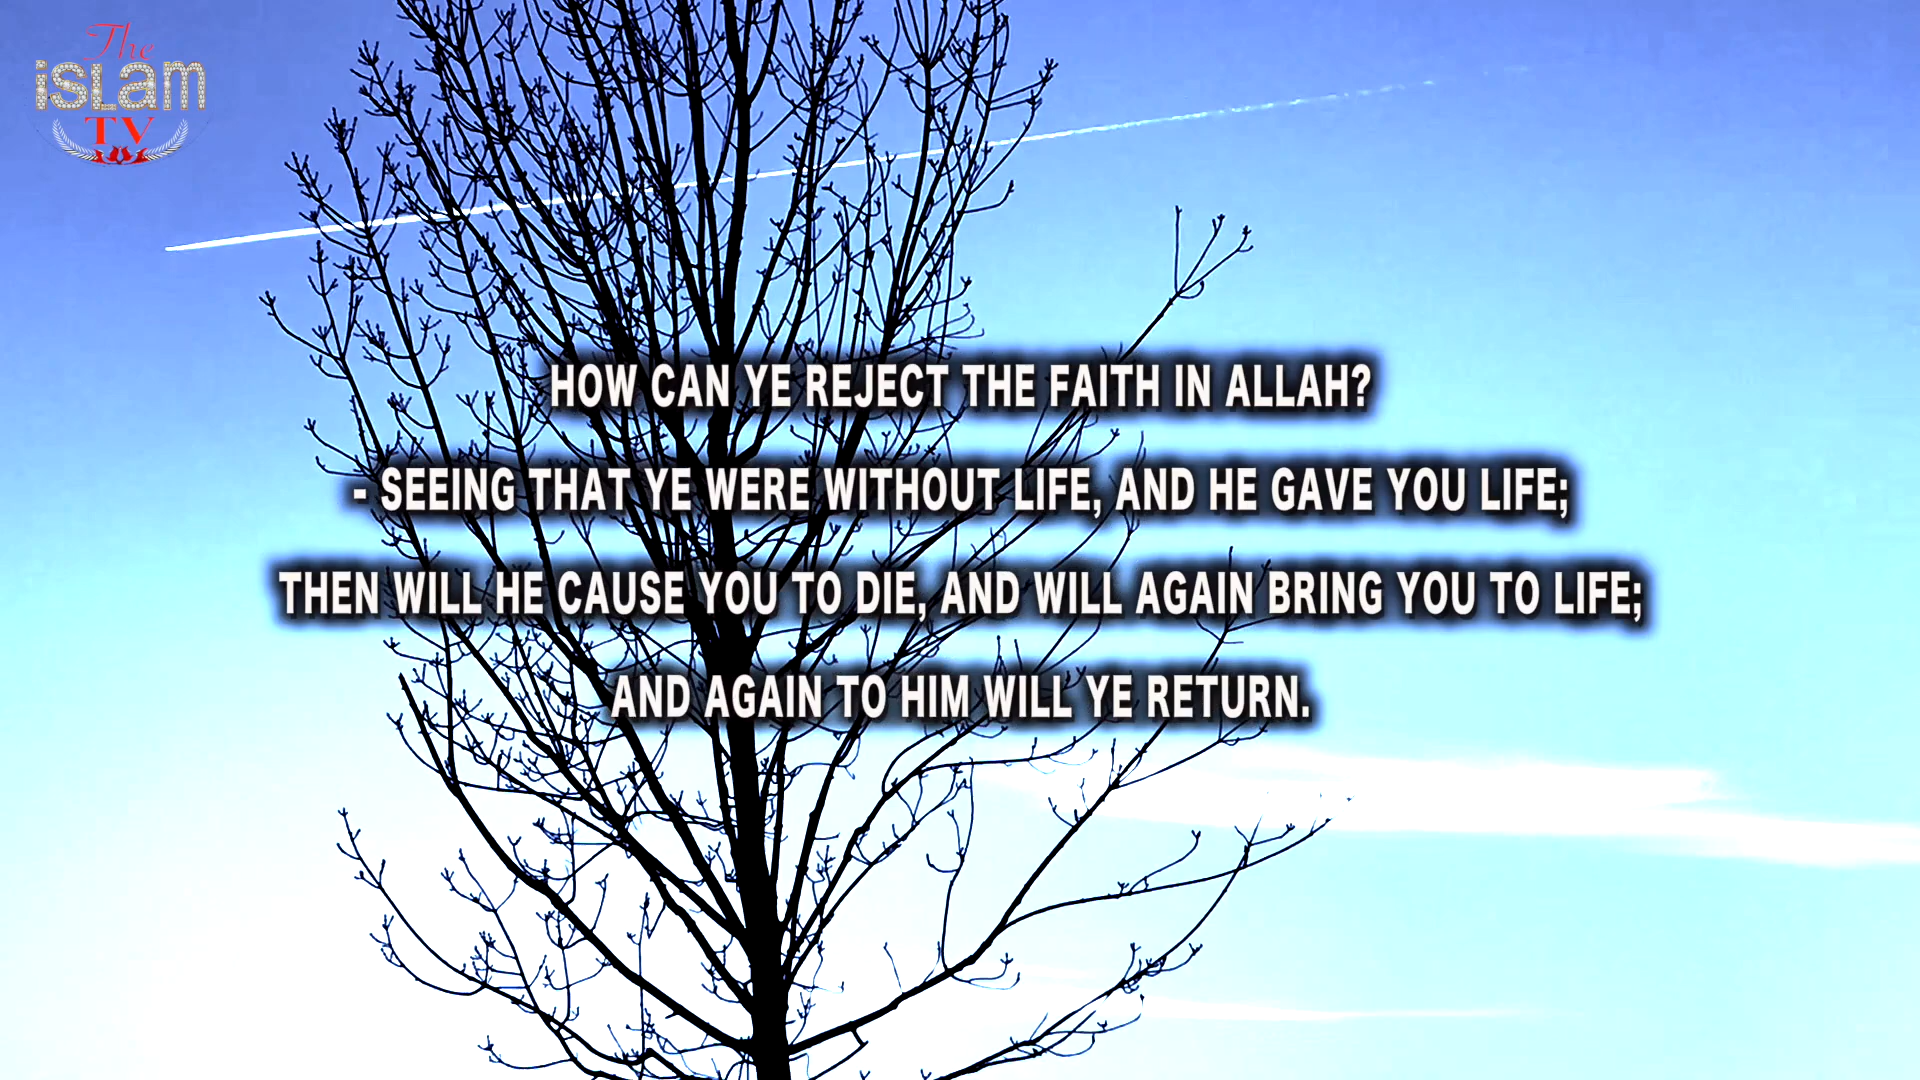 The
isLam
TV
HOW CAN YE REJECT THE FAITH IN ALLAH?
- SEEING THAT YE WERE WITHOUT LIFE, AND HE GAVE YOU LIFE;
THEN WILL HE CAUSE YOU TO DIE, AND WILL AGAIN BRING YOU TO LIFE;
AND AGAIN TO HIM WILL YE RETURN.